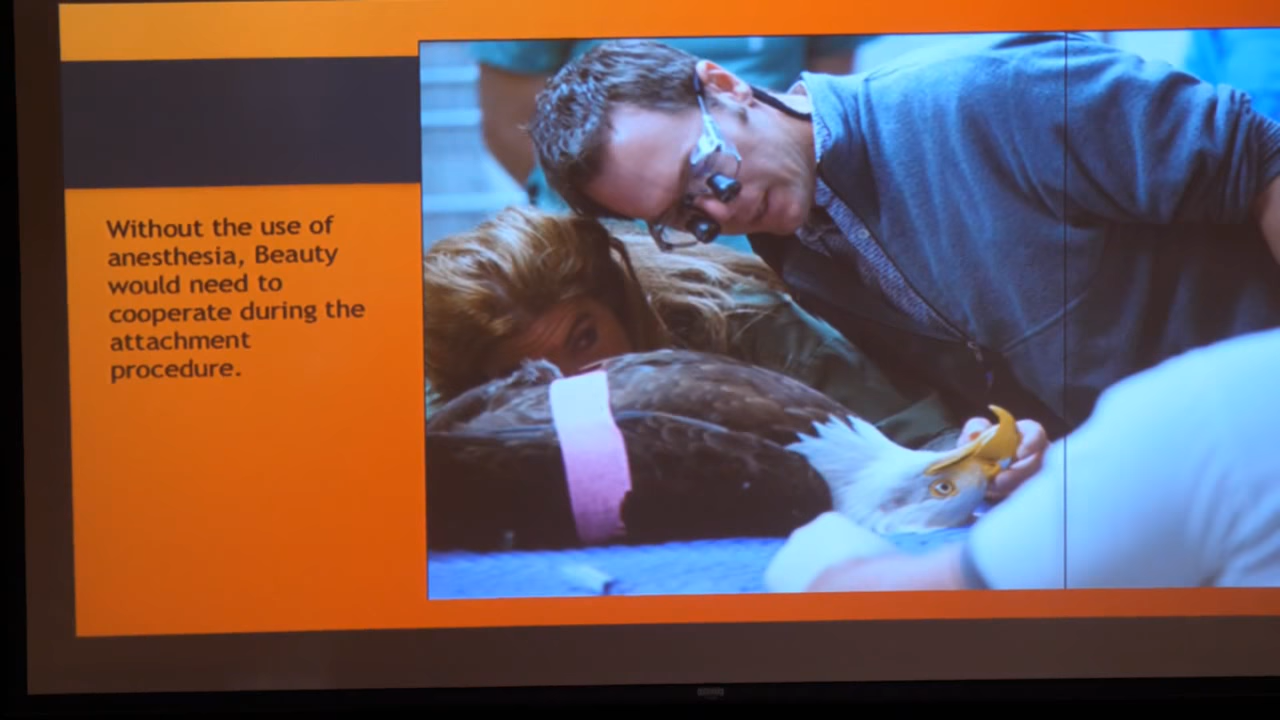 Without the use of
anesthesia, Beauty
would need to
cooperate during the
attachment
procedure.